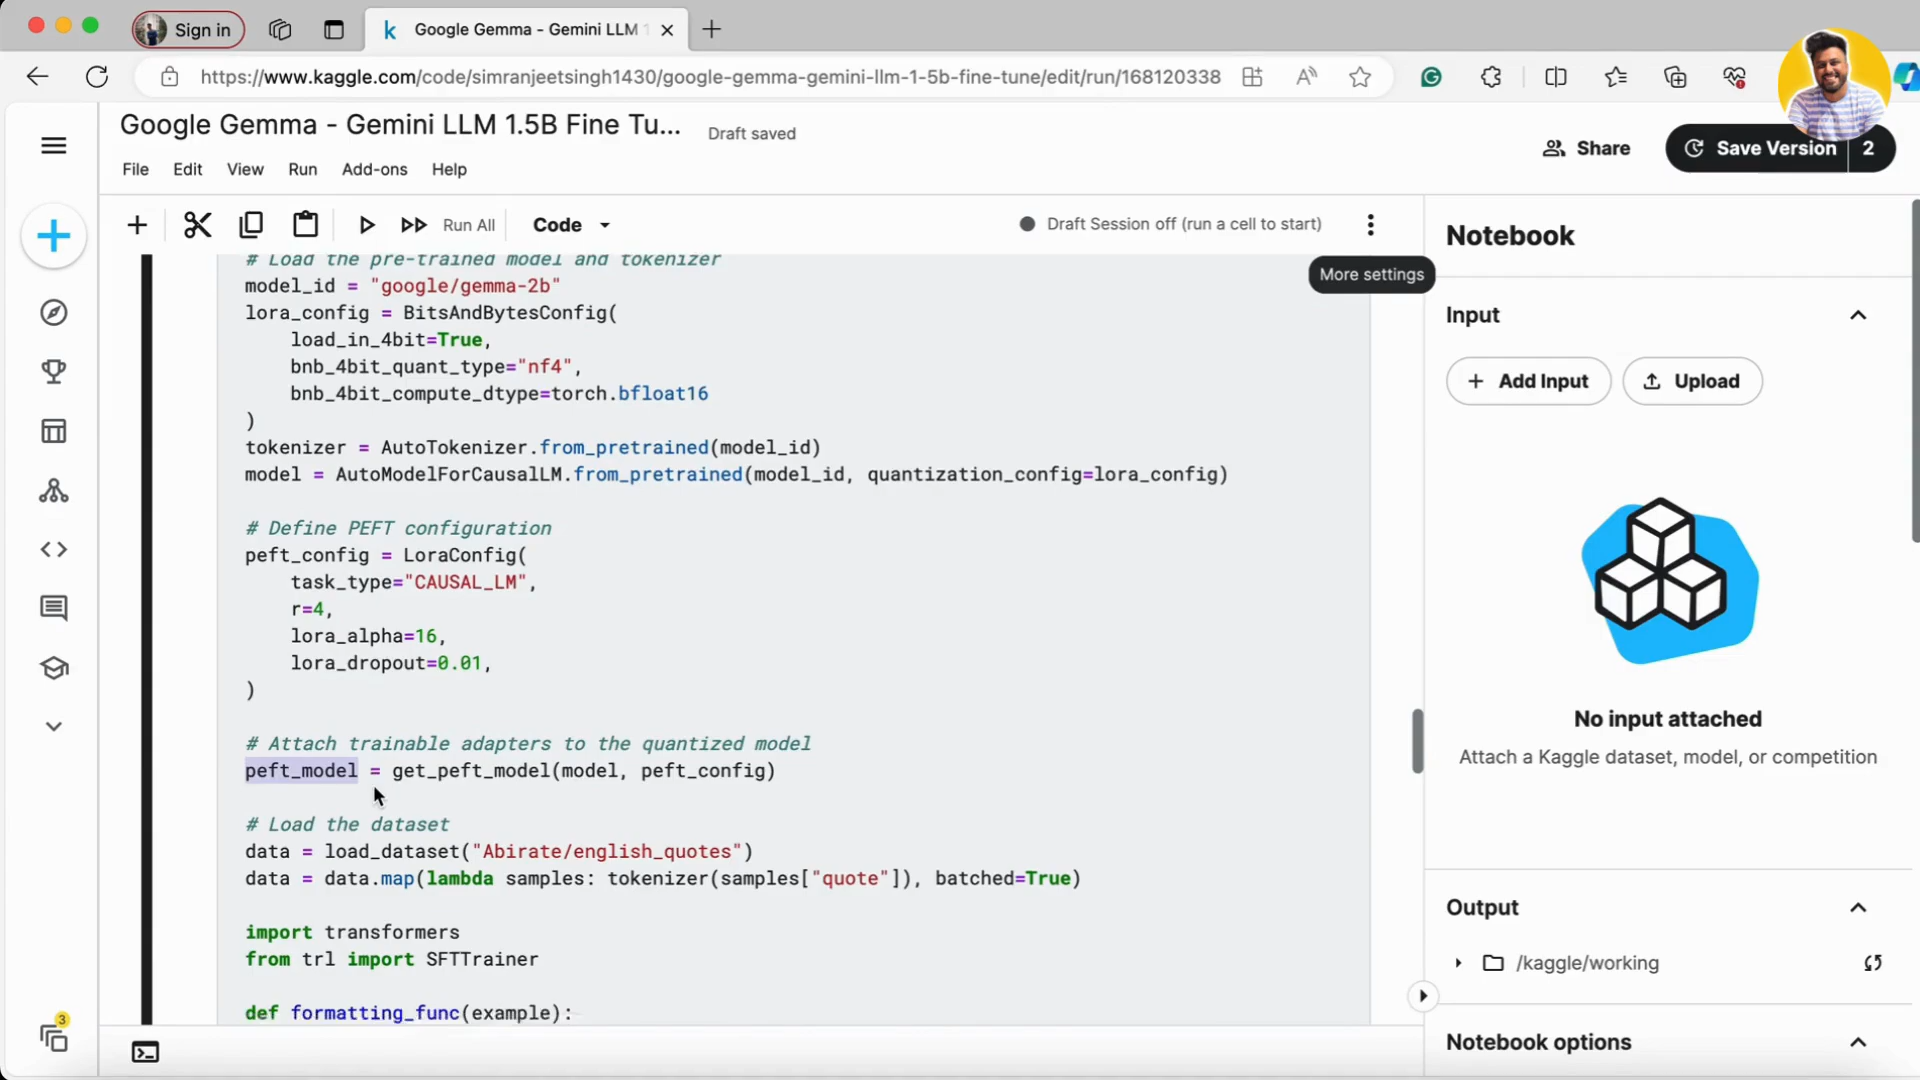 Sign in
k Google Gemma - Gemini LLM 1
https://www.kaggle.com/code/simranjeetsingh1430/google-gemma-gemini-llm-1-5b-fine-tune/edit/run/168120338
Google Gemma - Gemini LLM 1.5B Fine Tu...
Draft saved
Share
Save Version 2
File Edit View Run Add-ons Help
Run All
Code
Draft Session off (run a cell to start)
More settings
# Load the pre-trained model and tokenizer
model_id = "google/gemma-2b"
lora_config = BitsAndBytesConfig(
load_in_4bit=True,
bnb_4bit_quant_type="nf4",
bnb_4bit_compute_dtype=torch.bfloat16
)
tokenizer = AutoTokenizer.from_pretrained(model_id)
model = AutoModelForCausalLM.from_pretrained(model_id, quantization_config=lora_config)
# Define PEFT configuration
peft_config = LoraConfig(
task_type="CAUSAL_LM",
r=4,
lora_alpha=16,
lora_dropout=0.01,
)
# Attach trainable adapters to the quantized model
peft_model = get_peft_model(model, peft_config)
# Load the dataset
data = load_dataset("Abirate/english_quotes")
data = data.map(lambda samples: tokenizer(samples["quote"]), batched=True)
import transformers
from trl import SFTTrainer
def formatting_func(example):
Notebook
Input
Add Input
Upload
No input attached
Attach a Kaggle dataset, model, or competition
Output
/kaggle/working
Notebook options
3